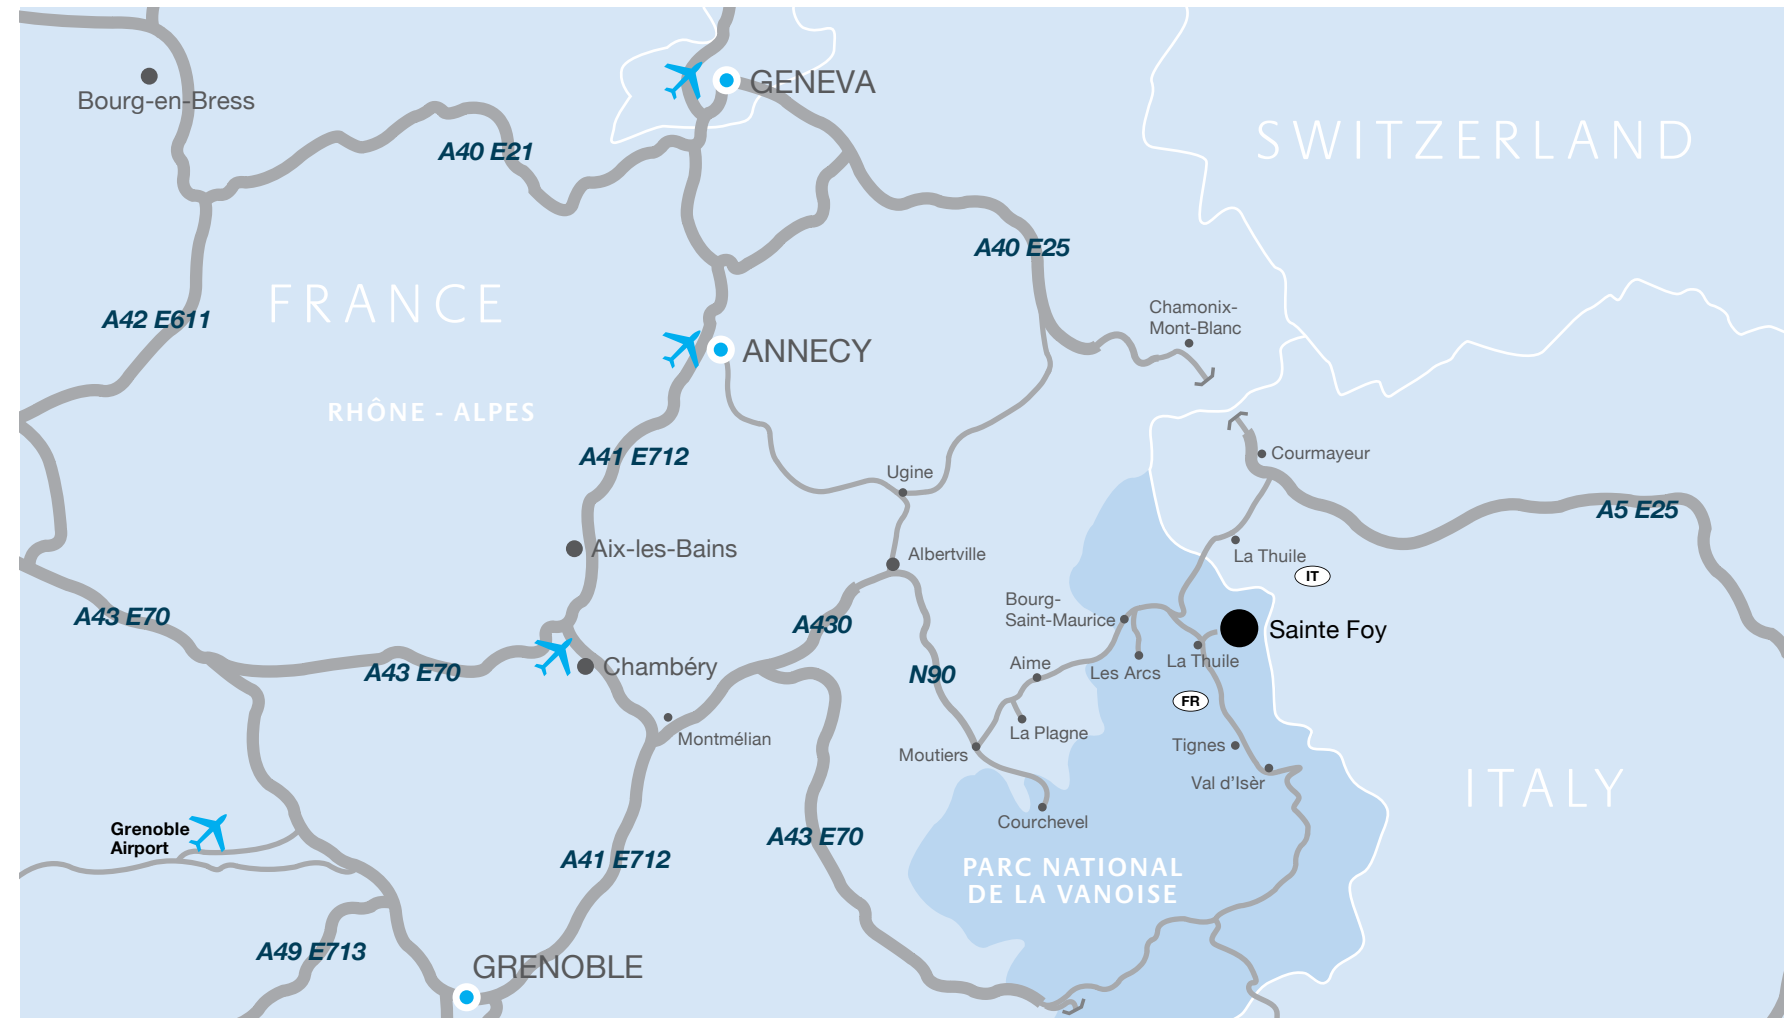 GENEVA
Bourg-en-Bress
SWITZERLAND
A40 E21
A40 E25
FRANCE
A42 E611
Chamonix-
Mont-Blanc
ANNECY
RHÔNE - ALPES
A41 E712
Ugine
Courmayeur
A5 E25
Aix-les-Bains
Albertville
La Thuile
IT
A43 E70
A430
Bourg-
Saint-Maurice
Sainte Foy
A43 E70
Chambéry
N90
Aime
Les Arcs
La Thuile
FR
Montmélian
La Plagne
Moutiers
Tignes
Val d'Isèr
ITALY
Grenoble
Airport
Courchevel
A43 E70
A41 E712
PARC NATIONAL
DE LA VANOISE
A49 E713
GRENOBLE